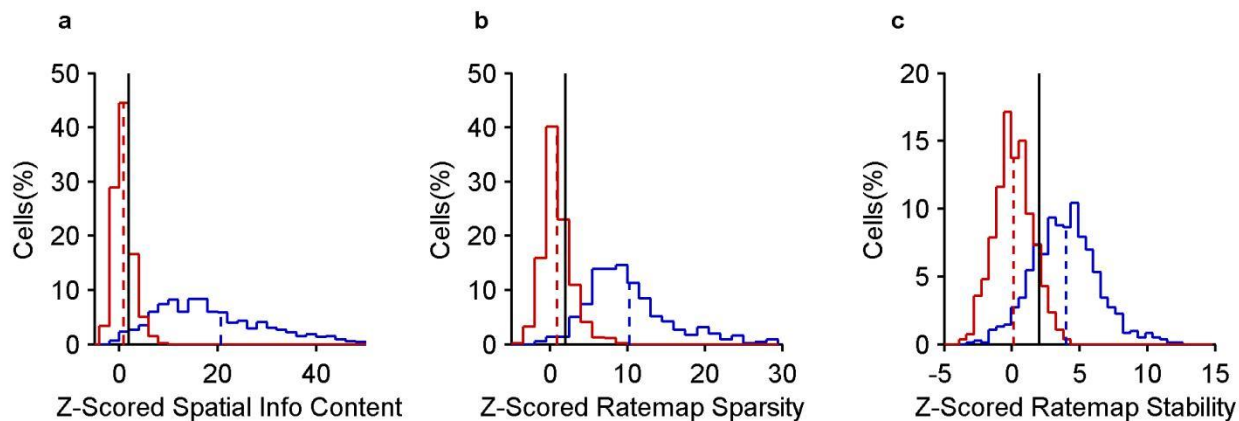 a
50
40
30
20
10
0
Cells(%)
0 20 40
Z-Scored Spatial Info Content
b
50
40
30
20
10
0
Cells(%)
0 10 20 30
Z-Scored Ratemap Sparsity
c
20
15
10
5
0
Cells(%)
-5 0 5 10 15
Z-Scored Ratemap Stability